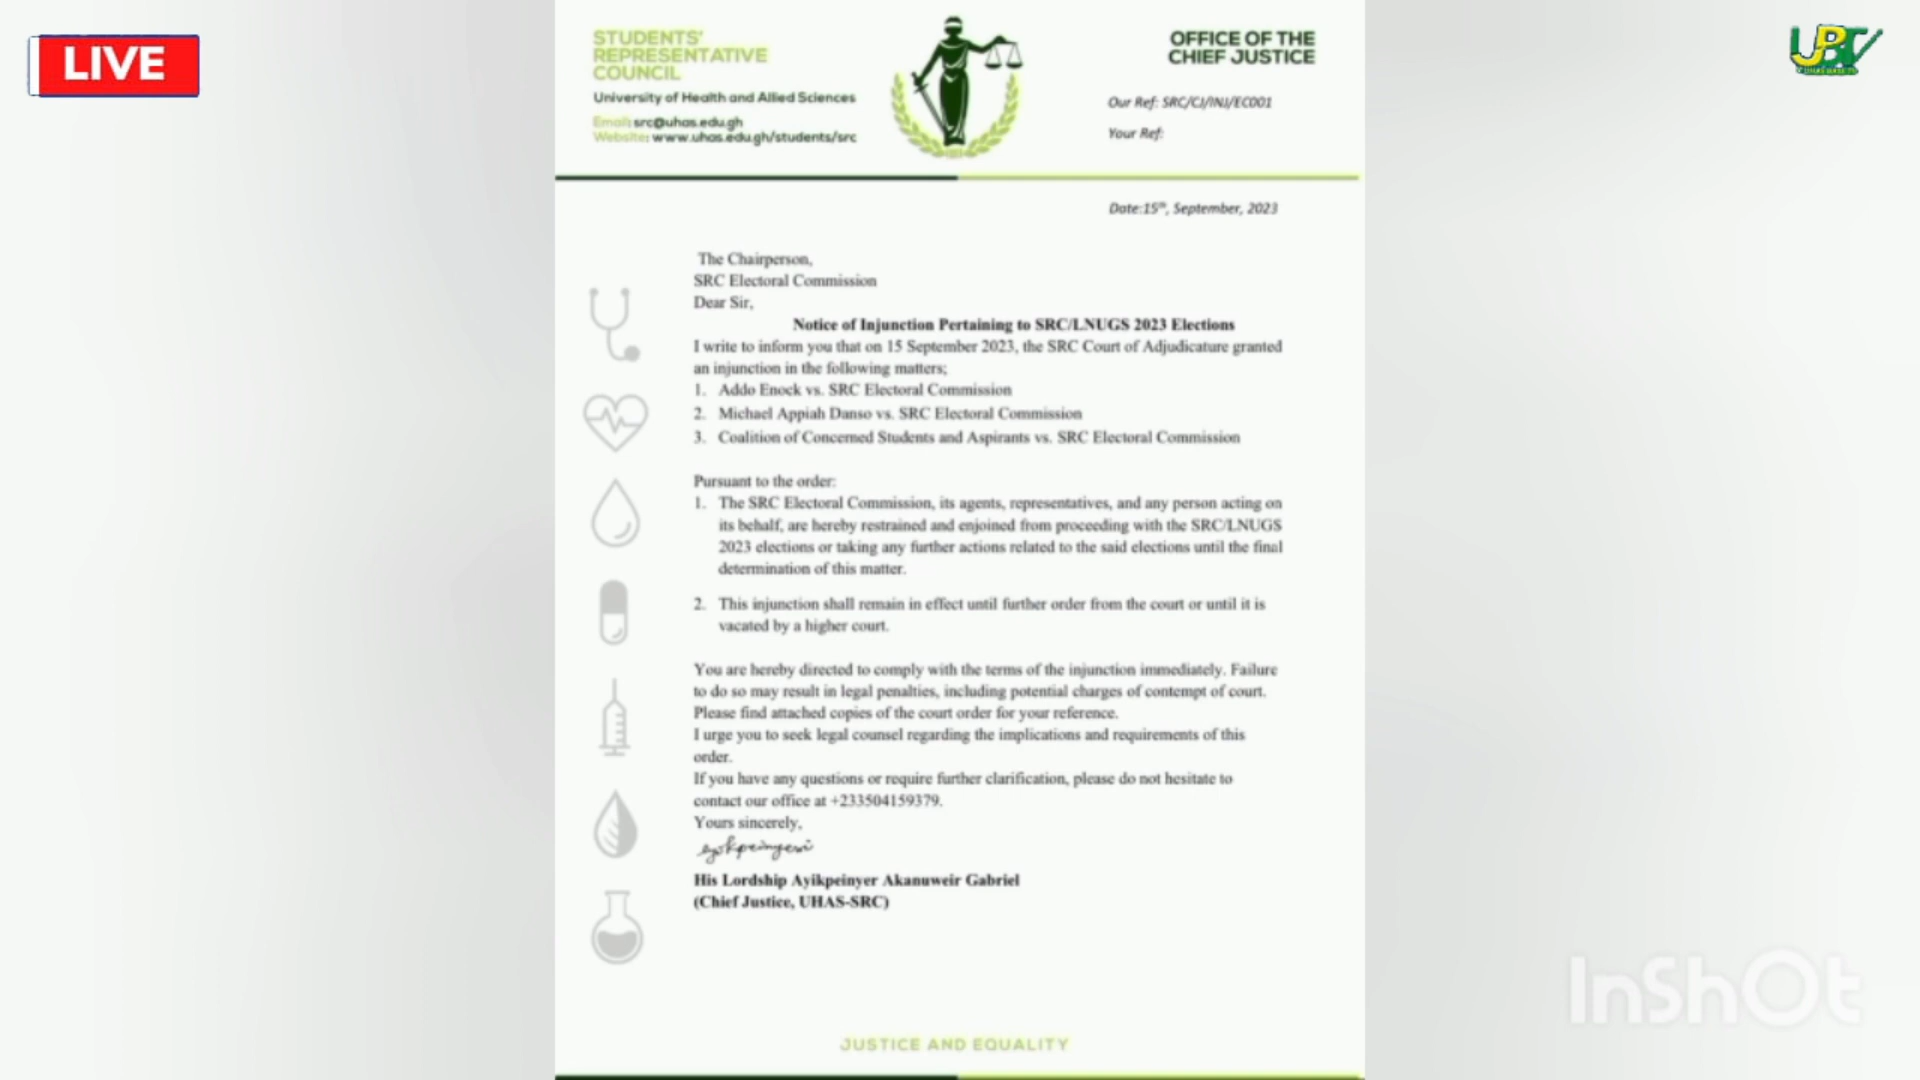 LIVE
STUDENTS'
REPRESENTATIVE
COUNCIL
University of Health and Allied Sciences
Email: src@uhas.edu.gh
Website: www.uhas.edu.gh/students/src
OFFICE OF THE
CHIEF JUSTICE
Our Ref: SRC/CJ/INJ/EC001
Your Ref:
Date:15th, September, 2023
The Chairperson,
SRC Electoral Commission
Dear Sir,
Notice of Injunction Pertaining to SRC/LNUGS 2023 Elections
I write to inform you that on 15 September 2023, the SRC Court of Adjudicature granted
an injunction in the following matters;
1. Addo Enock vs. SRC Electoral Commission
2. Michael Appiah Danso vs. SRC Electoral Commission
3. Coalition of Concerned Students and Aspirants vs. SRC Electoral Commission
Pursuant to the order:
1. The SRC Electoral Commission, its agents, representatives, and any person acting on
its behalf, are hereby restrained and enjoined from proceeding with the SRC/LNUGS
2023 elections or taking any further actions related to the said elections until the final
determination of this matter.
2. This injunction shall remain in effect until further order from the court or until it is
vacated by a higher court.
You are hereby directed to comply with the terms of the injunction immediately. Failure
to do so may result in legal penalties, including potential charges of contempt of court.
Please find attached copies of the court order for your reference.
I urge you to seek legal counsel regarding the implications and requirements of this
order.
If you have any questions or require further clarification, please do not hesitate to
contact our office at +233504159379.
Yours sincerely,
His Lordship Ayikpeinyer Akanuweir Gabriel
(Chief Justice, UHAS-SRC)
JUSTICE AND EQUALITY
InShOt